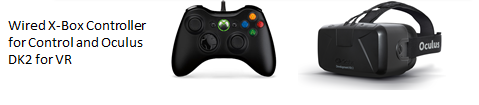 Wired X-Box Controller
for Control and Oculus
DK2 for VR
Oculus